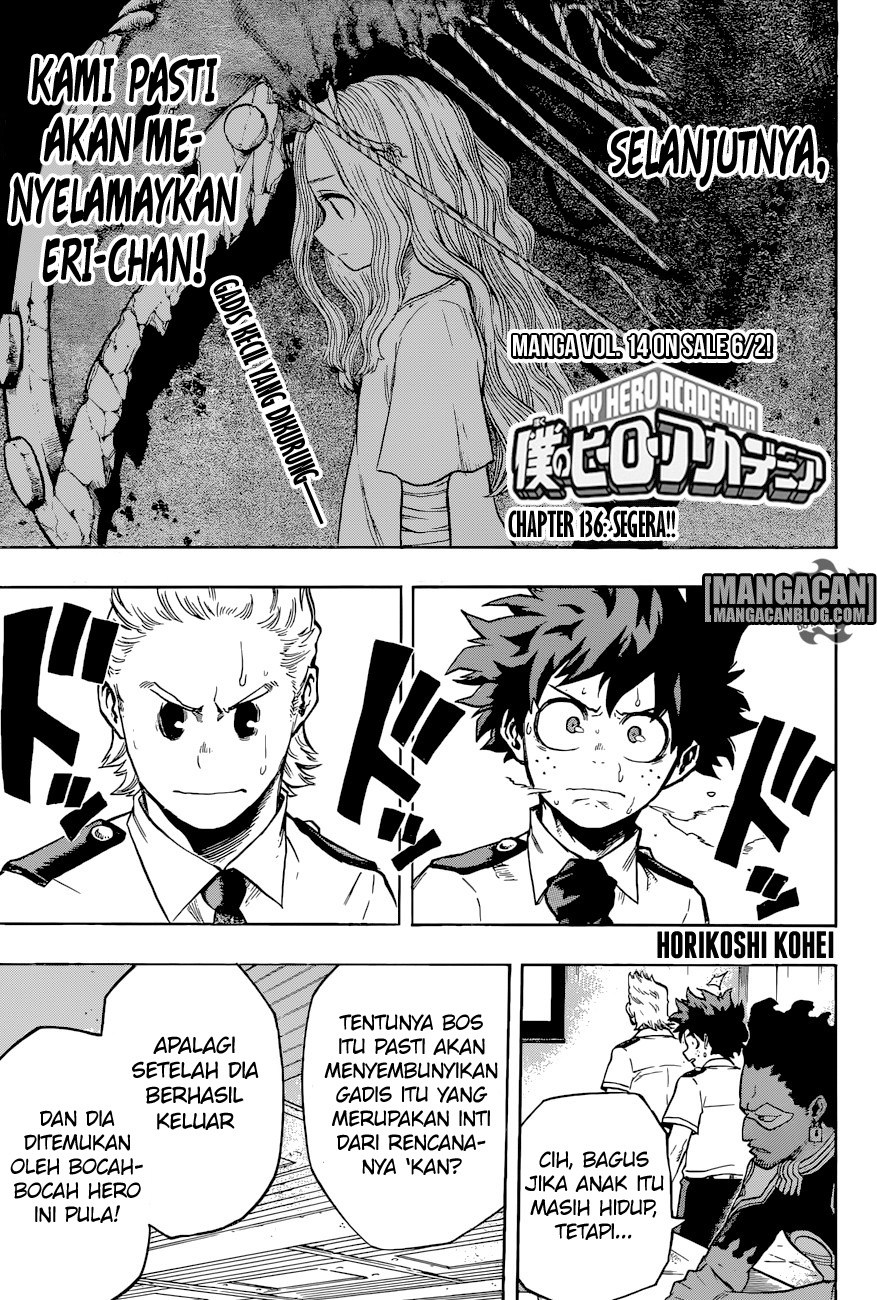 SELANJUTNYA,
KAMI PASTI
AKAN ME-
NYELAMAYKAN
ERI-CHAN!
GADIS HECIL YANG DIKURUNG—
MANGA VOL. 14 ON SALE 6/2!
MY HERO ACADEMIA
僕のヒーローアカデミア
CHAPTER 136: SEGERA!!
[MANGACAN]
MANGACANBLOG.COM
ドドド
ドドド
HORIKOSHI KOHEI
CIH, BAGUS
JIKA ANAK ITU
MASIH HIDUP,
TETAPI...
TENTUNYA BOS
ITU PASTI AKAN
MENYEMBUNYIKAN
GADIS ITU YANG
MERUPAKAN INTI
DARI RENCANA-
NYA 'KAN?
APALAGI
SETELAH DIA
BERHASIL
KELUAR
DAN DIA
DITEMUKAN
OLEH BOCAH-
BOCAH HERO
INI PULA!